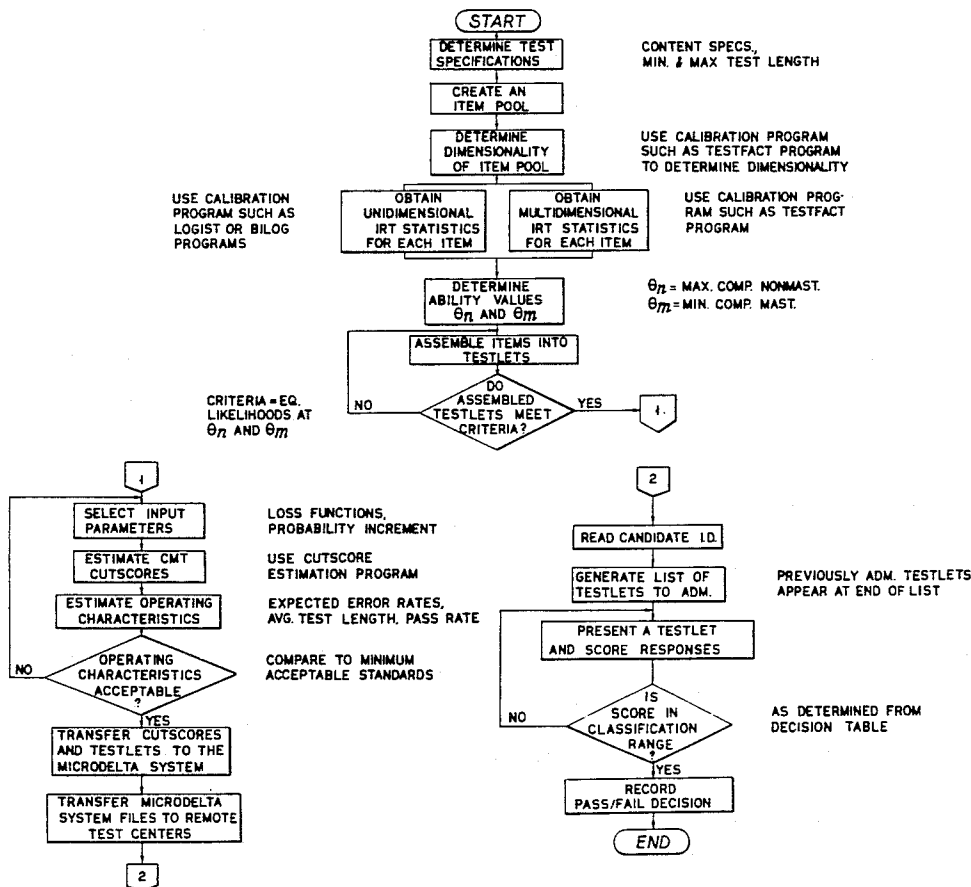 START
DETERMINE TEST
SPECIFICATIONS
CONTENT SPECS.,
MIN. & MAX TEST LENGTH
CREATE AN
ITEM POOL
DETERMINE
DIMENSIONALITY
OF ITEM POOL
USE CALIBRATION PROGRAM
SUCH AS TESTFACT PROGRAM
TO DETERMINE DIMENSIONALITY
USE CALIBRATION
PROGRAM SUCH AS
LOGIST OR BILOG
PROGRAMS
OBTAIN
UNIDIMENSIONAL
IRT STATISTICS
FOR EACH ITEM
OBTAIN
MULTIDIMENSIONAL
IRT STATISTICS
FOR EACH ITEM
USE CALIBRATION PROG-
RAM SUCH AS TESTFACT
PROGRAM
DETERMINE
ABILITY VALUES
θn AND θm
θn = MAX. COMP. NONMAST.
θm = MIN. COMP. MAST.
ASSEMBLE ITEMS INTO
TESTLETS
CRITERIA = EQ.
LIKELIHOODS AT
θn AND θm
NO
DO
ASSEMBLED
TESTLETS MEET
CRITERIA?
YES
1.
1
SELECT INPUT
PARAMETERS
LOSS FUNCTIONS,
PROBABILITY INCREMENT
ESTIMATE CMT
CUTSCORES
USE CUTSCORE
ESTIMATION PROGRAM
ESTIMATE OPERATING
CHARACTERISTICS
EXPECTED ERROR RATES,
AVG. TEST LENGTH, PASS RATE
NO
OPERATING
CHARACTERISTICS
ACCEPTABLE
?
COMPARE TO MINIMUM
ACCEPTABLE STANDARDS
YES
TRANSFER CUTSCORES
AND TESTLETS TO THE
MICRODELTA SYSTEM
TRANSFER MICRODELTA
SYSTEM FILES TO REMOTE
TEST CENTERS
2
2
READ CANDIDATE I.D.
GENERATE LIST OF
TESTLETS TO ADM.
PREVIOUSLY ADM. TESTLETS
APPEAR AT END OF LIST
PRESENT A TESTLET
AND SCORE RESPONSES
NO
IS
SCORE IN
CLASSIFICATION
RANGE
?
AS DETERMINED FROM
DECISION TABLE
YES
RECORD
PASS/FAIL DECISION
END